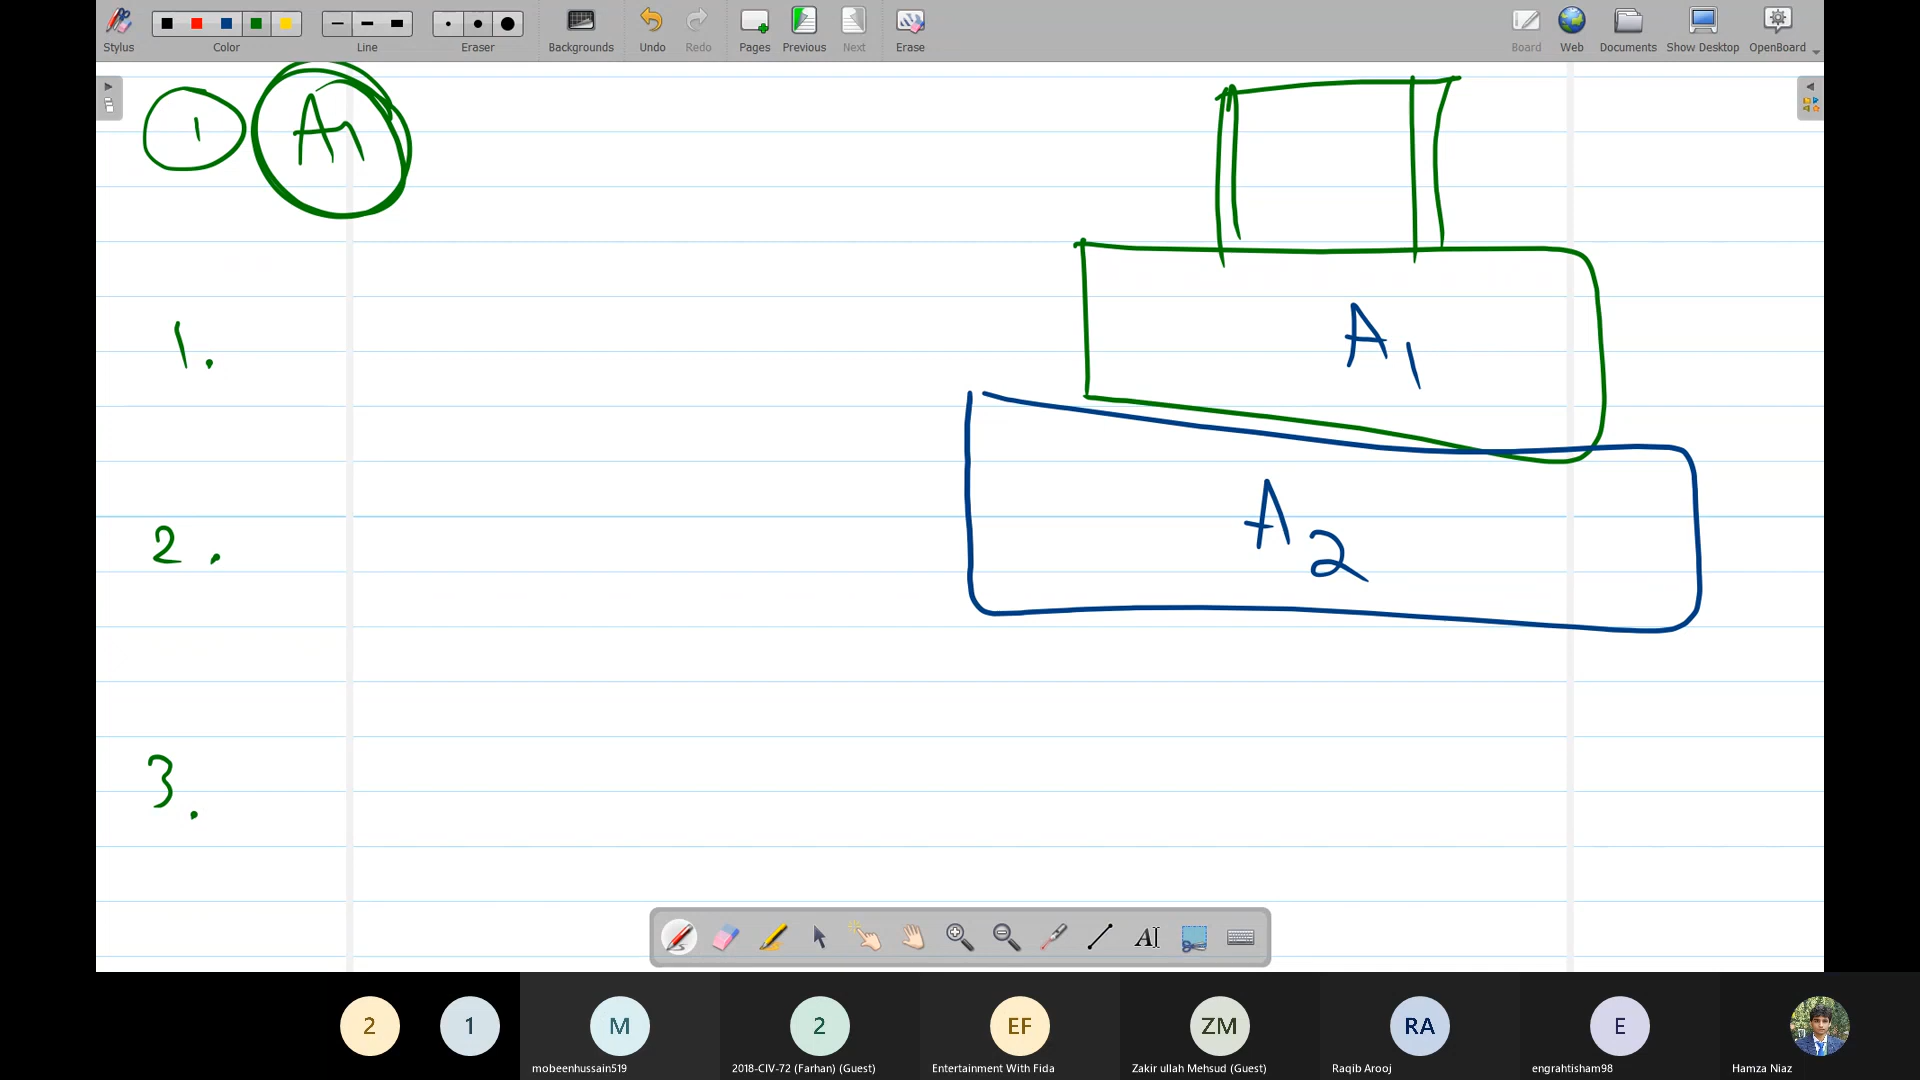 Stylus
Color
Line
Eraser
Backgrounds
Undo
Redo
Pages
Previous
Next
Erase
Board
Web
Documents
Show Desktop
OpenBoard
1
1.
A1
2.
A2
3.
2
1
M
2
EF
ZM
RA
E
mobeenhussain519
2018-CIV-72 (Farhan) (Guest)
Entertainment With Fida
Zakir ullah Mehsud (Guest)
Raqib Arooj
engrahtisham98
Hamza Niaz